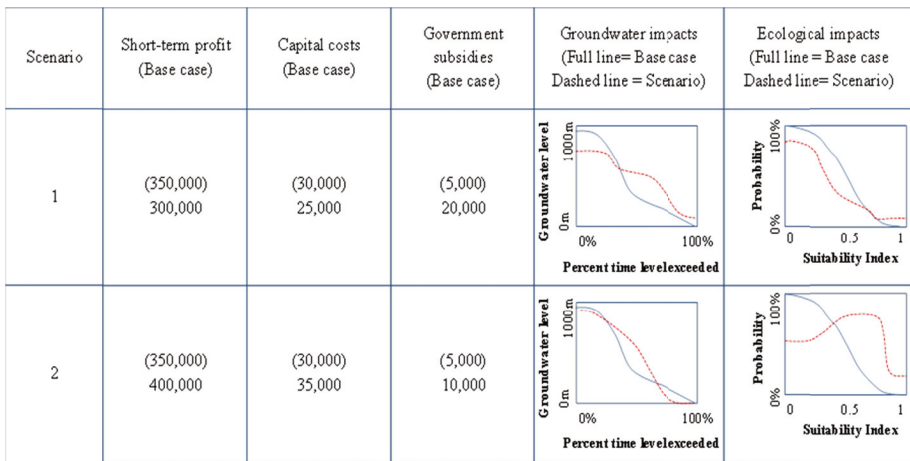 Scenario
Short-term profit
(Base case)
Capital costs
(Base case)
Government
subsidies
(Base case)
Groundwater impacts
(Full line= Base case
Dashed line = Scenario)
Ecological impacts
(Full line = Base case
Dashed line= Scenario)
1
(350,000)
300,000
(30,000)
25,000
(5,000)
20,000
Groundwater level
1000m
0m
0%
100%
Percent time levelexceeded
Probability
100%
0%
0
0.5
1
Suitability Index
2
(350,000)
400,000
(30,000)
35,000
(5,000)
10,000
Groundwater level
1000m
0m
0%
100%
Percent time levelexceeded
Probability
100%
0%
0
0.5
1
Suitability Index